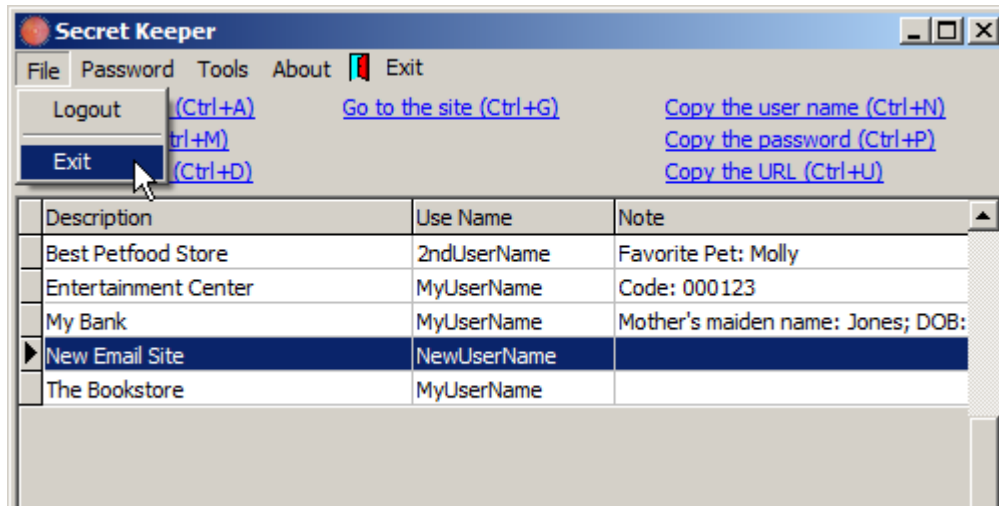 Secret Keeper
File Password Tools About Exit
Logout
Exit
(Ctrl+A) Go to the site (Ctrl+G) Copy the user name (Ctrl+N)
trl+M) Copy the password (Ctrl+P)
(Ctrl+D) Copy the URL (Ctrl+U)
Description Use Name Note
Best Petfood Store 2ndUserName Favorite Pet: Molly
Entertainment Center MyUserName Code: 000123
My Bank MyUserName Mother's maiden name: Jones; DOB:
New Email Site NewUserName
The Bookstore MyUserName